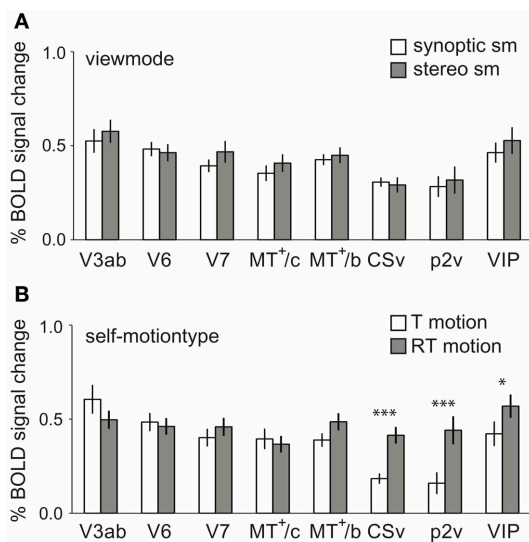 A
% BOLD signal change
1.0
viewmode
synoptic sm
stereo sm
0.5
0.0
V3ab V6 V7 MT+/c MT+/b CSv p2v VIP
B
% BOLD signal change
1.0
self-motiontype
T motion
RT motion
0.5
*** *** *
0.0
V3ab V6 V7 MT+/c MT+/b CSv p2v VIP